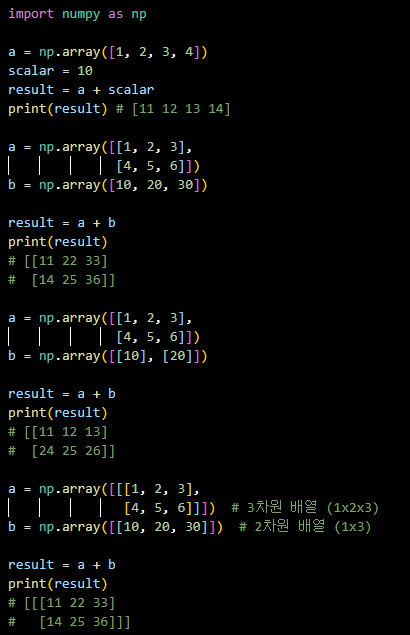 import numpy as np
a = np.array([1, 2, 3, 4])
scalar = 10
result = a + scalar
print(result) # [11 12 13 14]
a = np.array([[1, 2, 3],
[4, 5, 6]])
b = np.array([10, 20, 30])
result = a + b
print(result)
# [[11 22 33]
#  [14 25 36]]
a = np.array([[1, 2, 3],
[4, 5, 6]])
b = np.array([[10], [20]])
result = a + b
print(result)
# [[11 12 13]
#  [24 25 26]]
a = np.array([[[1, 2, 3],
[4, 5, 6]]])  # 3차원 배열 (1x2x3)
b = np.array([[10, 20, 30]])  # 2차원 배열 (1x3)
result = a + b
print(result)
# [[[11 22 33]
#   [14 25 36]]]